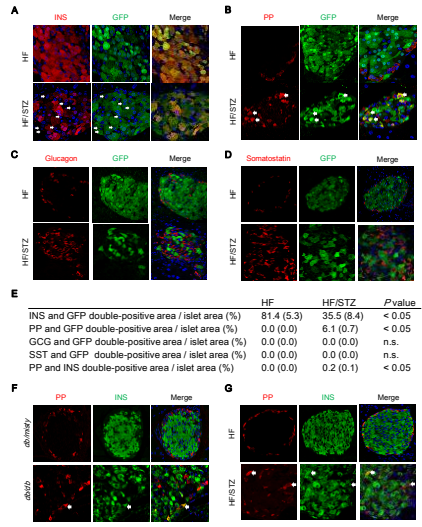 A
INS GFP Merge
HF
HF/STZ
B
PP GFP Merge
HF
HF/STZ
C
Glucagon GFP Merge
HF
HF/STZ
D
Somatostatin GFP Merge
HF
HF/STZ
E
HF HF/STZ P value
INS and GFP double-positive area / islet area (%) 81.4 (5.3) 35.5 (8.4) < 0.05
PP and GFP double-positive area / islet area (%) 0.0 (0.0) 6.1 (0.7) < 0.05
GCG and GFP double-positive area / islet area (%) 0.0 (0.0) 0.0 (0.0) n.s.
SST and GFP double-positive area / islet area (%) 0.0 (0.0) 0.0 (0.0) n.s.
PP and INS double-positive area / islet area (%) 0.0 (0.0) 0.2 (0.1) < 0.05
F
PP INS Merge
db/misty
db/db
G
PP INS Merge
HF
HF/STZ